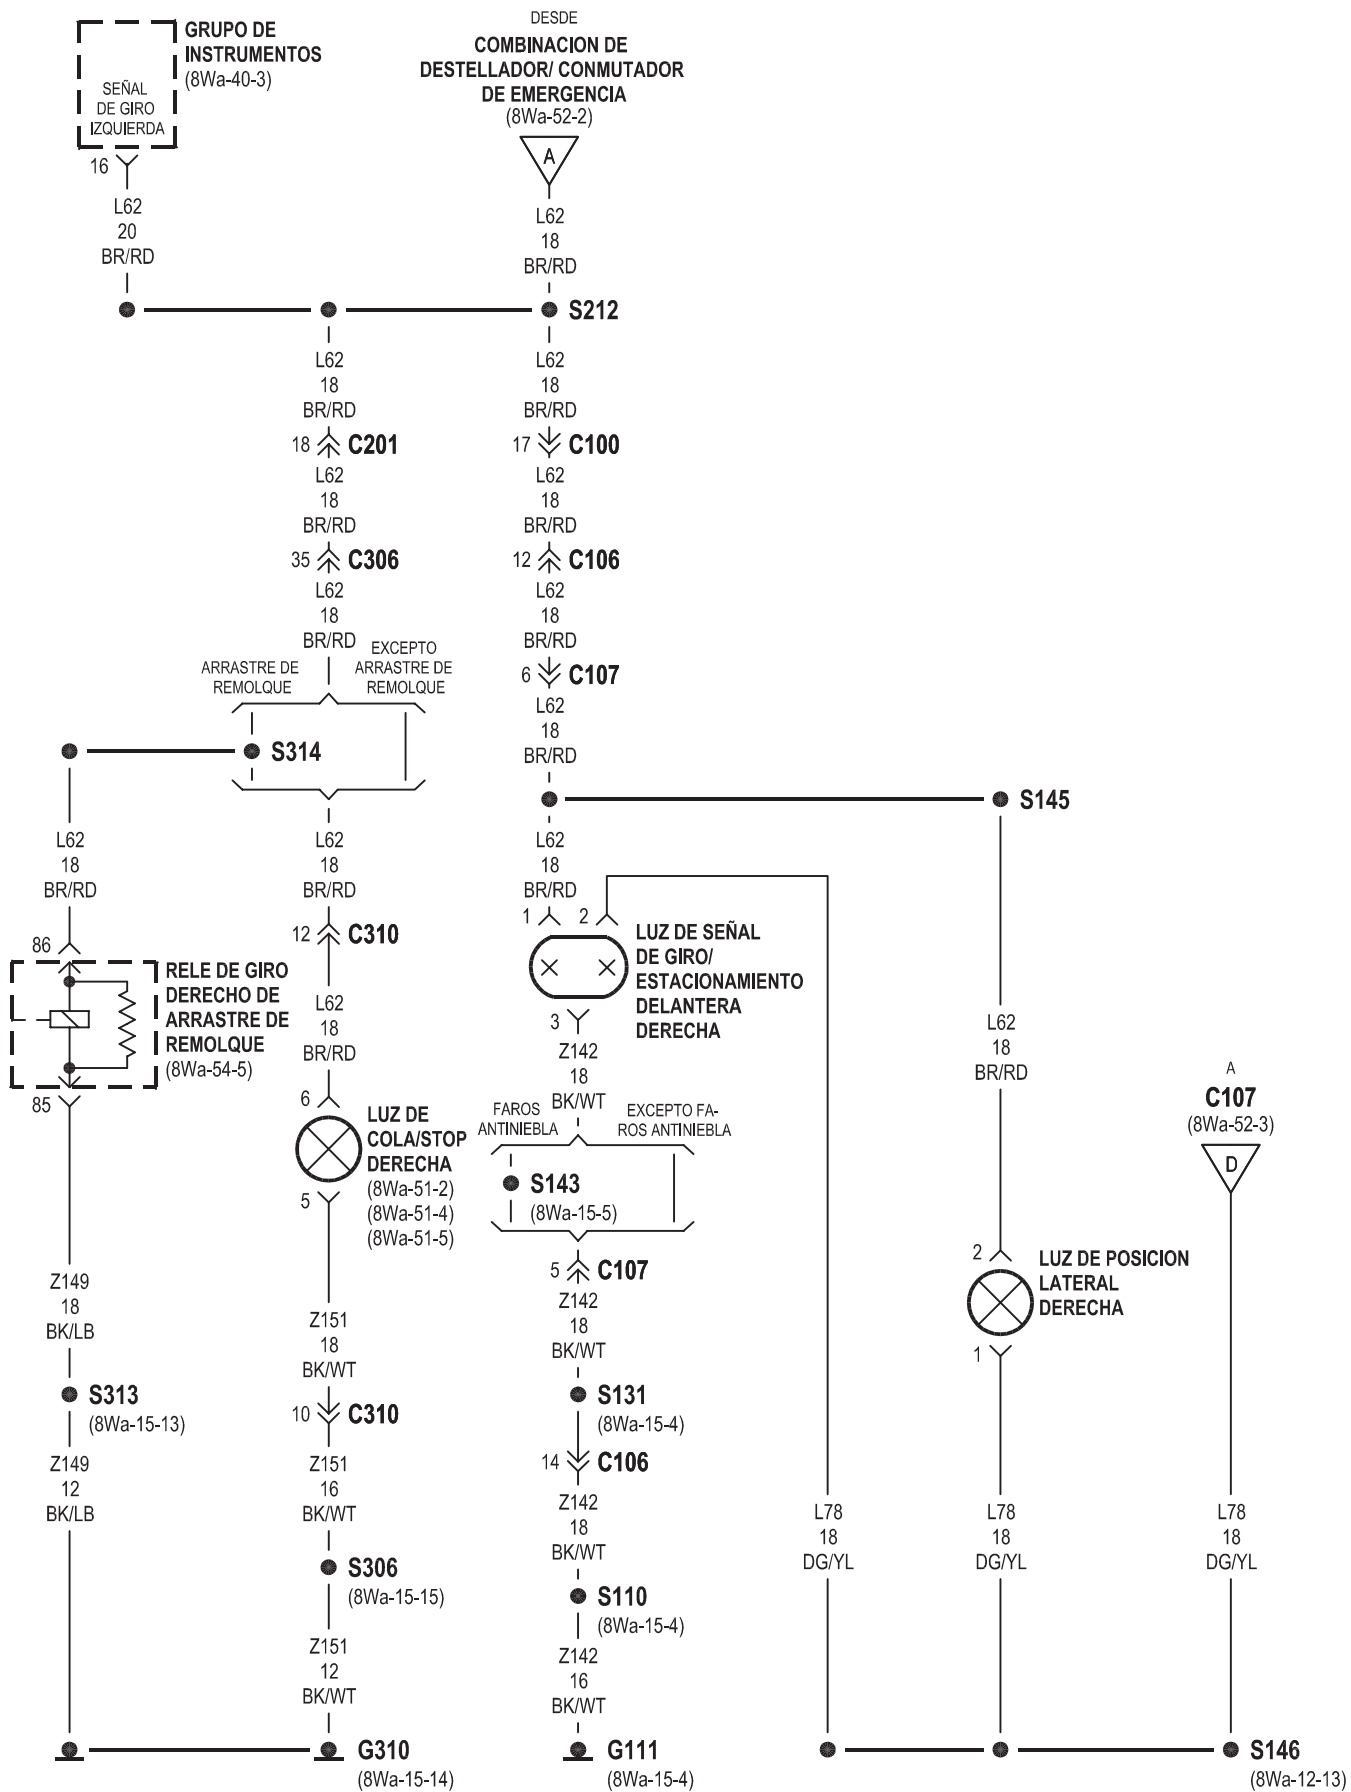 GRUPO DE
INSTRUMENTOS
(8Wa-40-3)
SEÑAL
DE GIRO
IZQUIERDA
16
L62
20
BR/RD
DESDE
COMBINACION DE
DESTELLADOR/ CONMUTADOR
DE EMERGENCIA
(8Wa-52-2)
A
L62
18
BR/RD
S212
L62
18
BR/RD
18
C201
L62
18
BR/RD
35
C306
L62
18
BR/RD
ARRASTRE DE
REMOLQUE
EXCEPTO
ARRASTRE DE
REMOLQUE
S314
L62
18
BR/RD
86
RELE DE GIRO
DERECHO DE
ARRASTRE DE
REMOLQUE
(8Wa-54-5)
85
Z149
18
BK/LB
S313
(8Wa-15-13)
Z149
12
BK/LB
L62
18
BR/RD
12
C310
L62
18
BR/RD
6
LUZ DE
COLA/STOP
DERECHA
(8Wa-51-2)
(8Wa-51-4)
(8Wa-51-5)
5
Z151
18
BK/WT
10
C310
Z151
16
BK/WT
S306
(8Wa-15-15)
Z151
12
BK/WT
G310
(8Wa-15-14)
L62
18
BR/RD
17
C100
L62
18
BR/RD
12
C106
L62
18
BR/RD
6
C107
L62
18
BR/RD
S145
L62
18
BR/RD
1
2
LUZ DE SEÑAL
DE GIRO/
ESTACIONAMIENTO
DELANTERA
DERECHA
3
Z142
18
BK/WT
FAROS
ANTINIEBLA
EXCEPTO FA-
ROS ANTINIEBLA
S143
(8Wa-15-5)
5
C107
Z142
18
BK/WT
S131
(8Wa-15-4)
14
C106
Z142
18
BK/WT
S110
(8Wa-15-4)
Z142
16
BK/WT
G111
(8Wa-15-4)
L78
18
DG/YL
L62
18
BR/RD
2
LUZ DE POSICION
LATERAL
DERECHA
1
L78
18
DG/YL
A
C107
(8Wa-52-3)
D
L78
18
DG/YL
S146
(8Wa-12-13)